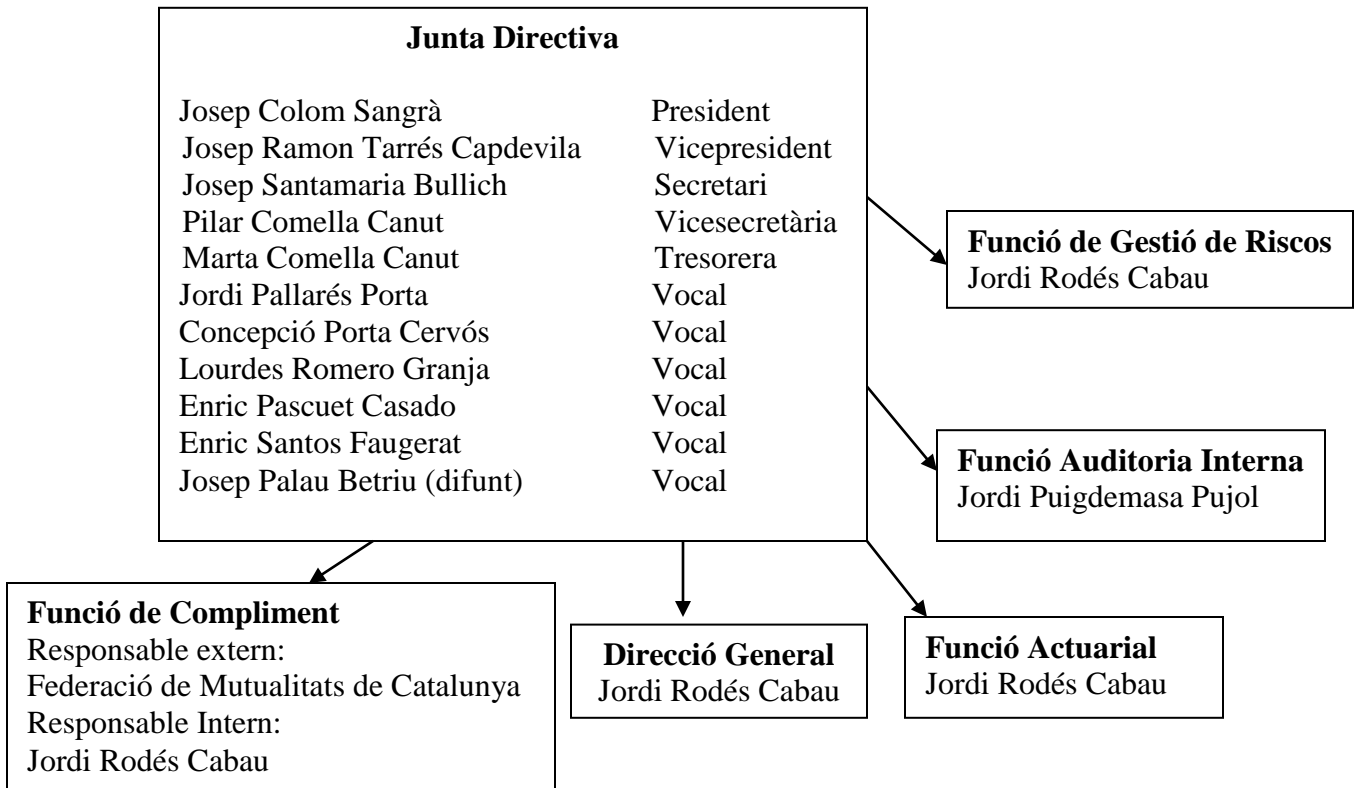 Junta Directiva
Josep Colom Sangrà President
Josep Ramon Tarrés Capdevila Vicepresident
Josep Santamaria Bullich Secretari
Pilar Comella Canut Vicesecretària
Marta Comella Canut Tresorera
Jordi Pallarés Porta Vocal
Concepció Porta Cervós Vocal
Lourdes Romero Granja Vocal
Enric Pascuet Casado Vocal
Enric Santos Faugerat Vocal
Josep Palau Betriu (difunt) Vocal
Funció de Gestió de Riscos
Jordi Rodés Cabau
Funció Auditoria Interna
Jordi Puigdemasa Pujol
Funció de Compliment
Responsable extern:
Federació de Mutualitats de Catalunya
Responsable Intern:
Jordi Rodés Cabau
Direcció General
Jordi Rodés Cabau
Funció Actuarial
Jordi Rodés Cabau